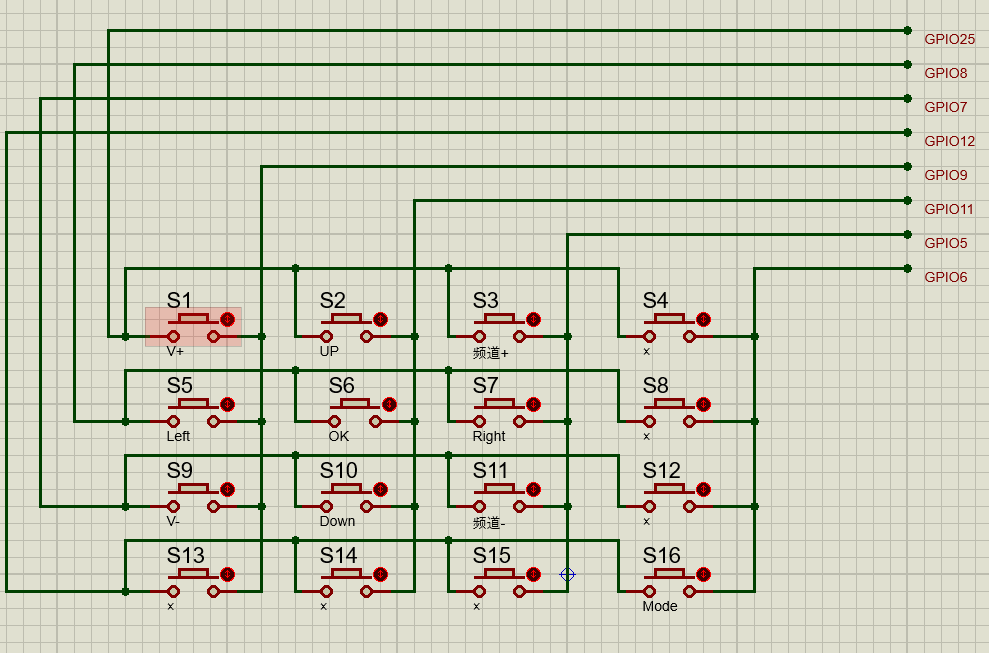 GPIO25
GPIO8
GPIO7
GPIO12
GPIO9
GPIO11
GPIO5
GPIO6
S1 S2 S3 S4
V+ UP 频道+ ×
S5 S6 S7 S8
Left OK Right ×
S9 S10 S11 S12
V- Down 频道- ×
S13 S14 S15 S16
× × × Mode